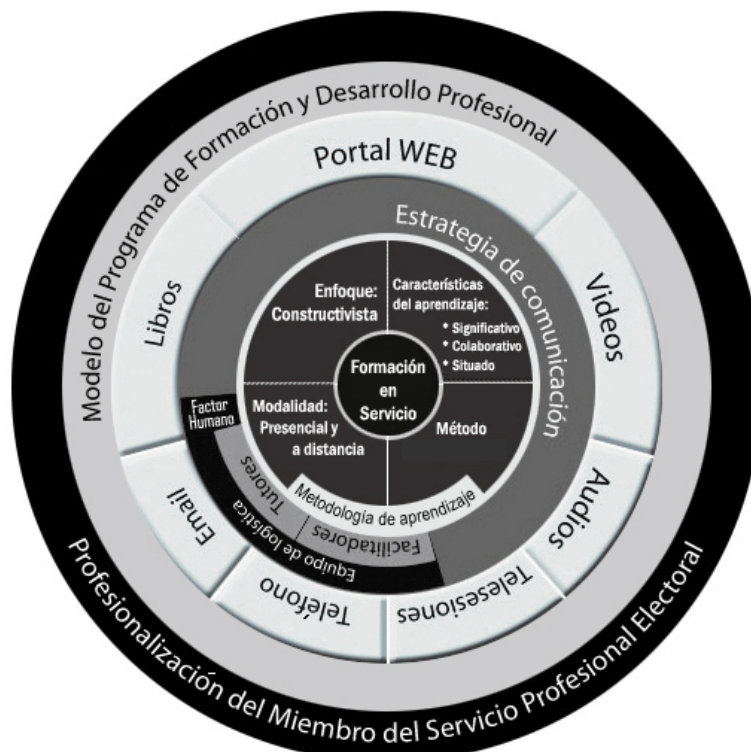 Modelo del Programa de Formación y Desarrollo Profesional
Portal WEB
Libros
Videos
Estrategia de comunicación
Enfoque:
Constructivista
Características
del aprendizaje:
* Significativo
* Colaborativo
* Situado
Formación
en
Servicio
Modalidad:
Presencial y
a distancia
Método
Metodología de aprendizaje
Factor
Humano
Tutores
Facilitadores
Equipo de logística
Email
Teléfono
Telesesiones
Audios
Profesionalización del Miembro del Servicio Profesional Electoral